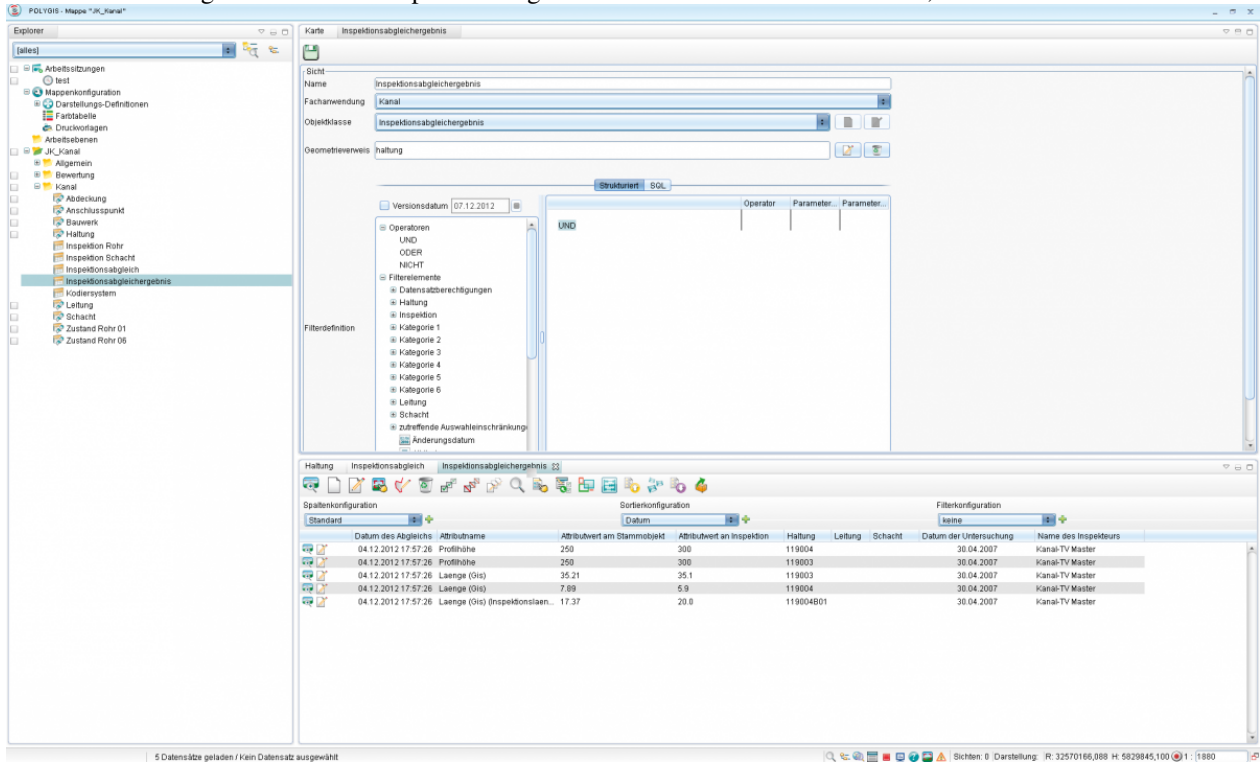 POLYGIS - Mappe "JK_Kanal"
Explorer
[alles]
Arbeitssitzungen
test
Mappenkonfiguration
Darstellungs-Definitionen
Farbtabelle
Druckvorlagen
Arbeitsebenen
JK_Kanal
Allgemein
Bewertung
Kanal
Abdeckung
Anschlusspunkt
Bauwerk
Haltung
Inspektion Rohr
Inspektion Schacht
Inspektionsabgleich
Inspektionsabgleichergebnis
Kodiersystem
Leitung
Schacht
Zustand Rohr 01
Zustand Rohr 06
Karte Inspektionsabgleichergebnis
Sicht
Name Inspektionsabgleichergebnis
Fachanwendung Kanal
Objektklasse Inspektionsabgleichergebnis
Geometrieverweis haltung
Strukturiert SQL
Versionsdatum 07.12.2012
Operator Parameter... Parameter...
UND
Filterdefinition
Operatoren
UND
ODER
NICHT
Filterelemente
Datensatzberechtigungen
Haltung
Inspektion
Kategorie 1
Kategorie 2
Kategorie 3
Kategorie 4
Kategorie 5
Kategorie 6
Leitung
Schacht
zutreffende Auswahleinschränkung
Änderungsdatum
Haltung Inspektionsabgleich Inspektionsabgleichergebnis
Spaltenkonfiguration Sortierkonfiguration Filterkonfiguration
Standard Datum keine
Datum des Abgleichs Attributname Attributwert am Stammobjekt Attributwert an Inspektion Haltung Leitung Schacht Datum der Untersuchung Name des Inspekteurs
04.12.2012 17:57:26 Profilhöhe 250 300 119004 30.04.2007 Kanal-TV Master
04.12.2012 17:57:26 Profilhöhe 250 300 119003 30.04.2007 Kanal-TV Master
04.12.2012 17:57:26 Laenge (Gis) 35.21 35.1 119003 30.04.2007 Kanal-TV Master
04.12.2012 17:57:26 Laenge (Gis) 7.89 5.9 119004 30.04.2007 Kanal-TV Master
04.12.2012 17:57:26 Laenge (Gis) (Inspektionslaen... 17.37 20.0 119004B01 30.04.2007 Kanal-TV Master
5 Datensätze geladen / Kein Datensatz ausgewählt
Sichten: 0 Darstellung: R: 32570166,088 H: 5829845,100 1 : 1880